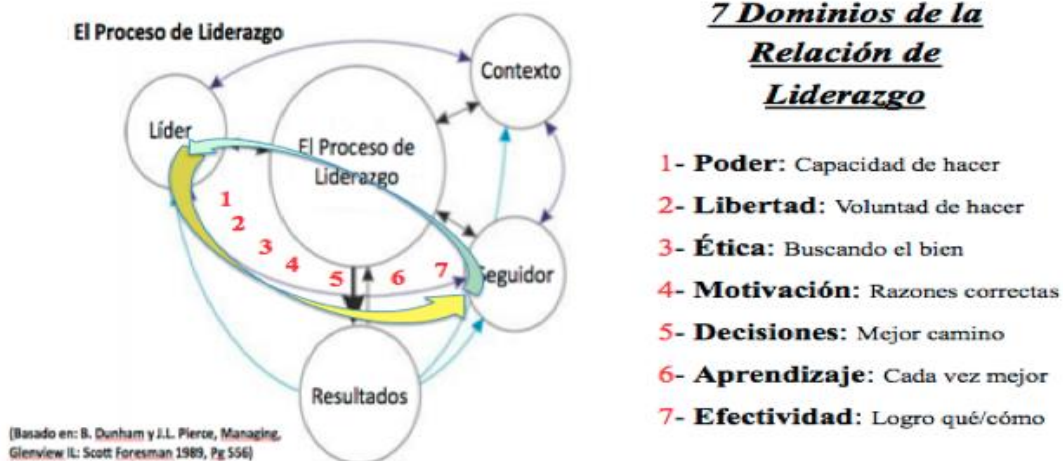 El Proceso de Liderazgo
Contexto
Líder
El Proceso de
Liderazgo
1
2
3
4
5
6
7
Seguidor
Resultados
(Basado en: B. Dunham y J.L. Pierce, Managing,
Glenview IL: Scott Foresman 1989, Pg 556)
7 Dominios de la
Relación de
Liderazgo
1- Poder: Capacidad de hacer
2- Libertad: Voluntad de hacer
3- Ética: Buscando el bien
4- Motivación: Razones correctas
5- Decisiones: Mejor camino
6- Aprendizaje: Cada vez mejor
7- Efectividad: Logro qué/cómo